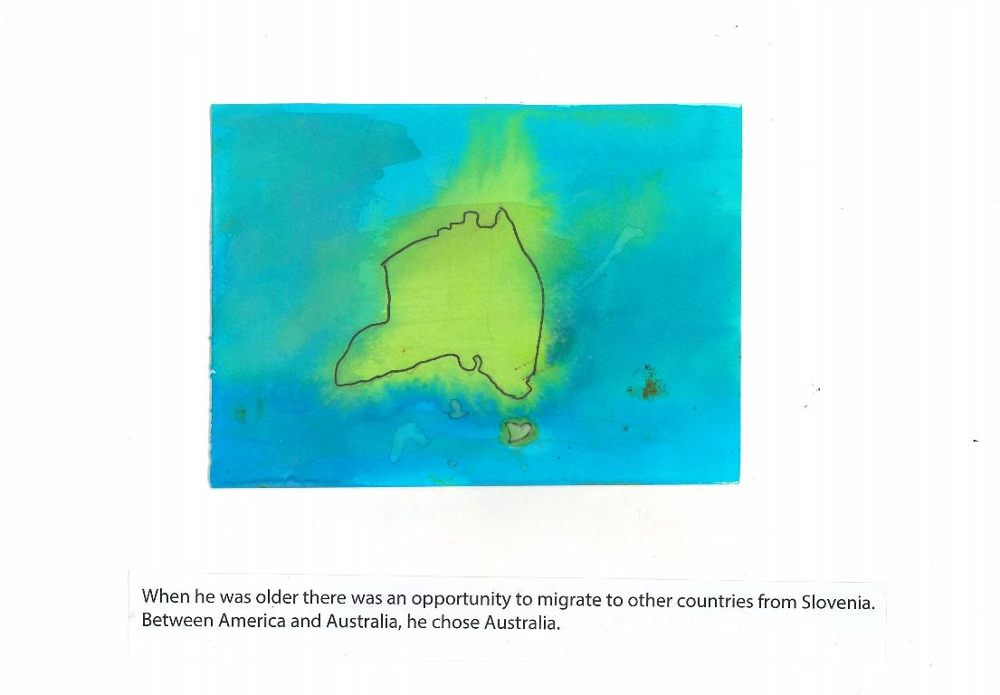 When he was older there was an opportunity to migrate to other countries from Slovenia.
Between America and Australia, he chose Australia.